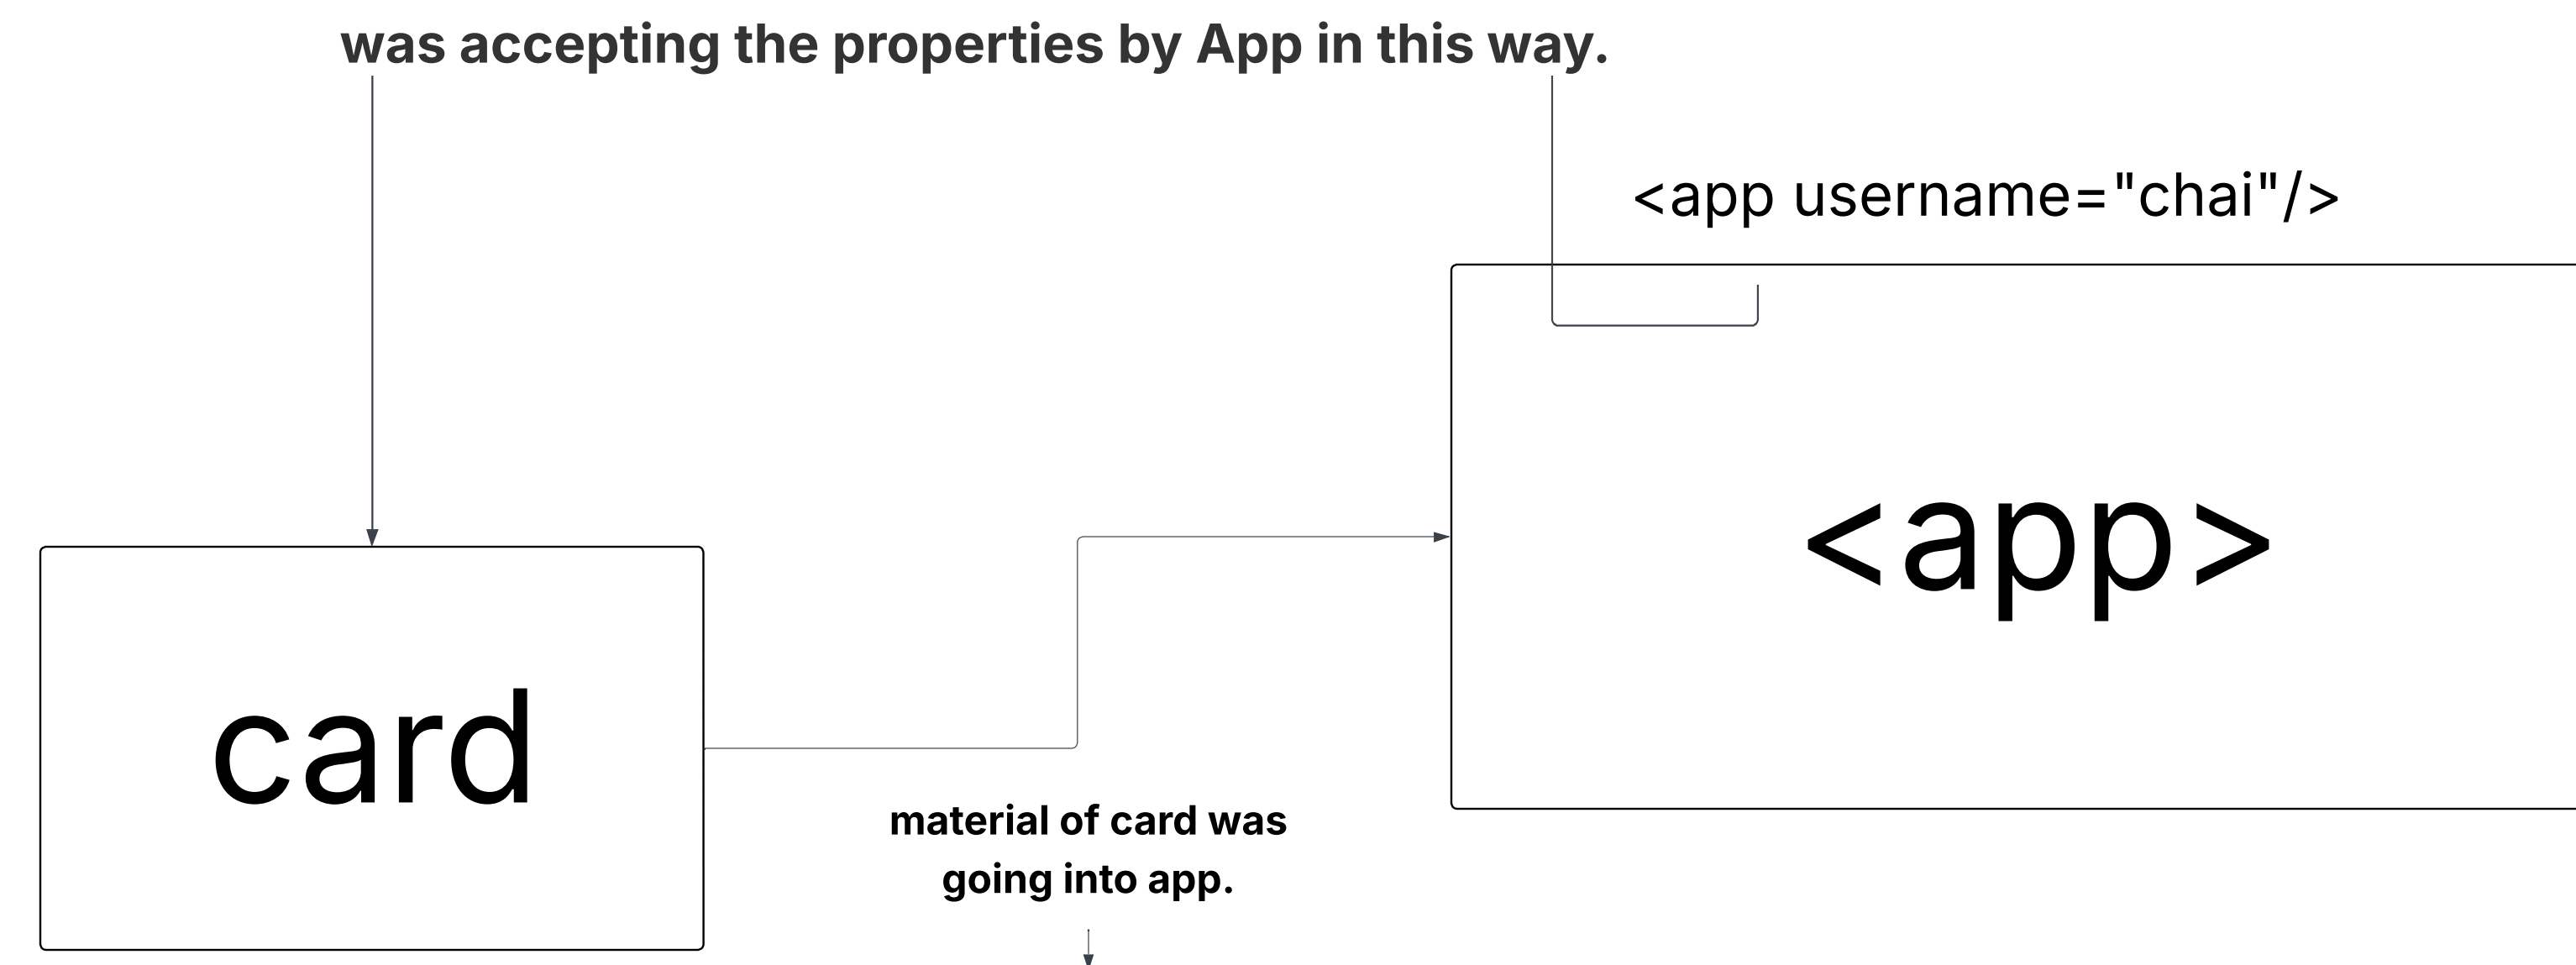 was accepting the properties by App in this way.
<app username="chai"/>
<app>
card
material of card was
going into app.